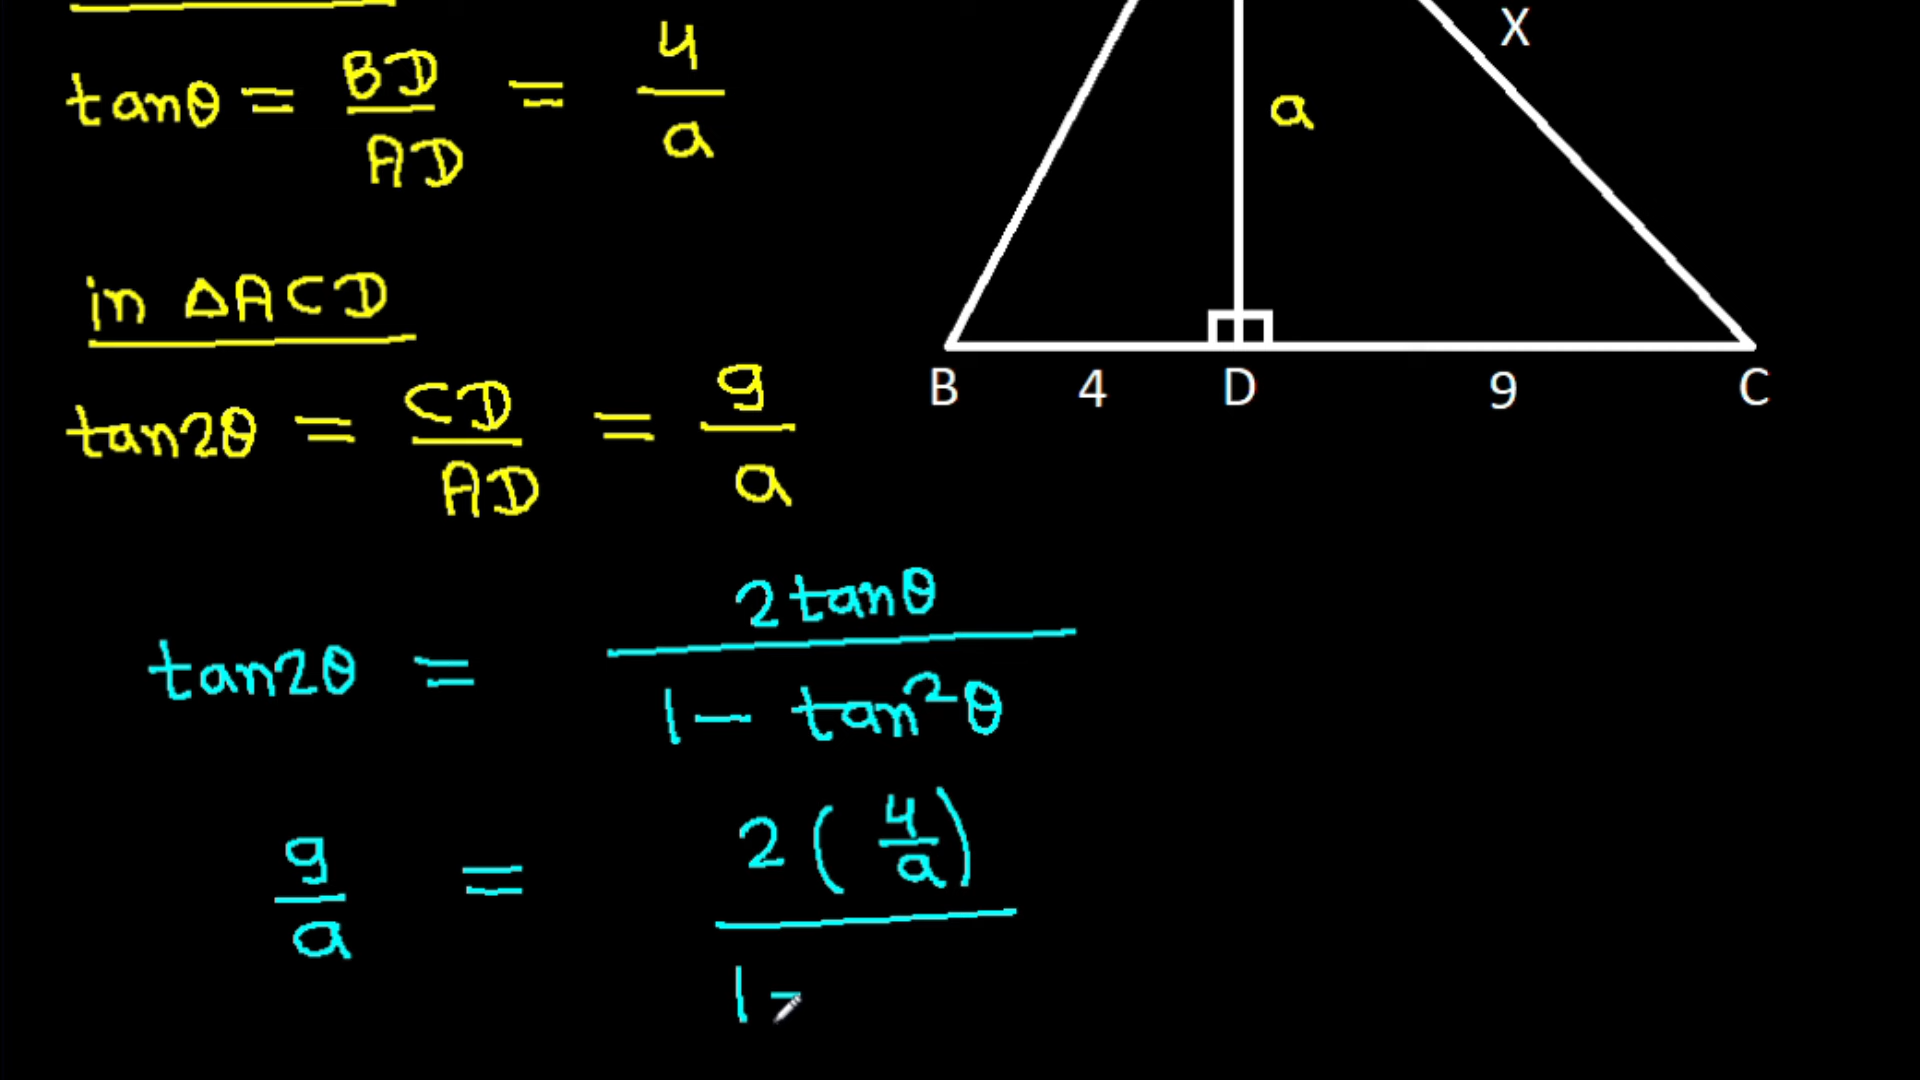 tanθ = BD/AD = 4/a
X
a
in ΔACD
B 4 D 9 C
tan2θ = CD/AD = 9/a
tan2θ = 2tanθ/1 - tan²θ
9/a = 2(4/a)/1 -